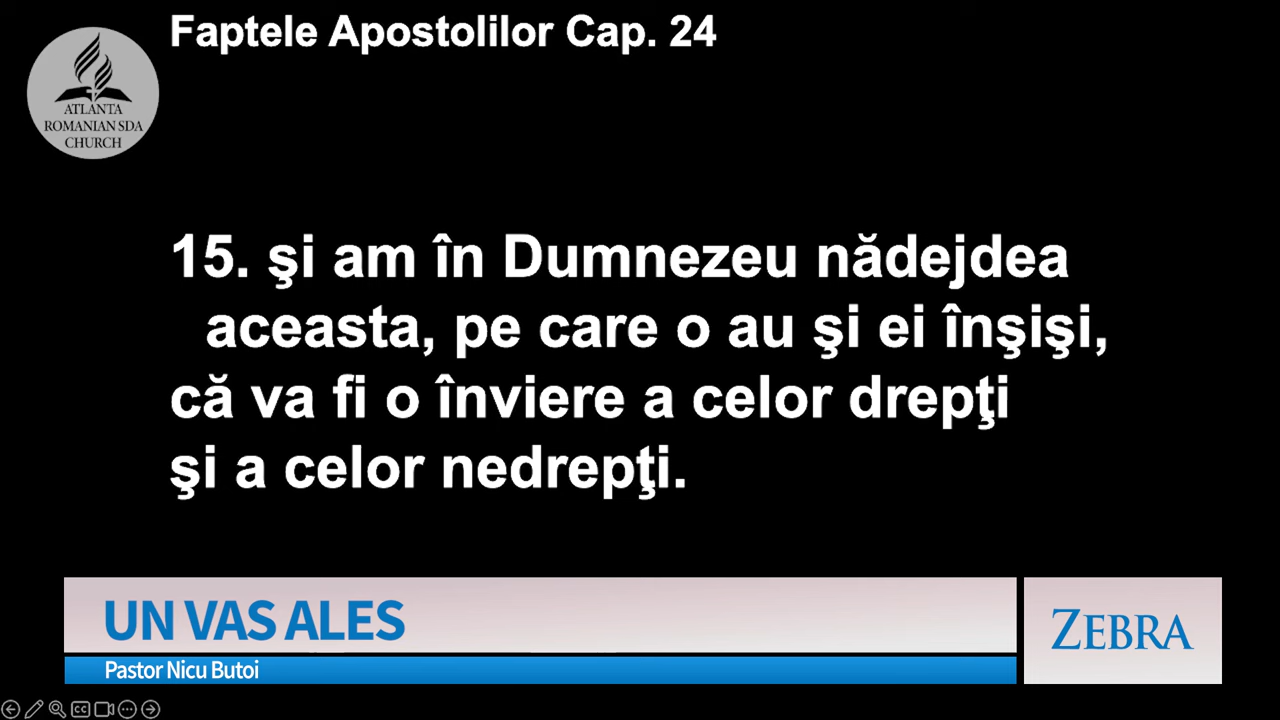 Faptele Apostolilor Cap. 24
ATLANTA
ROMANIAN SDA
CHURCH
15. şi am în Dumnezeu nădejdea
aceasta, pe care o au şi ei înşişi,
că va fi o înviere a celor drepţi
şi a celor nedrepţi.
UN VAS ALES
Pastor Nicu Butoi
ZEBRA
CC